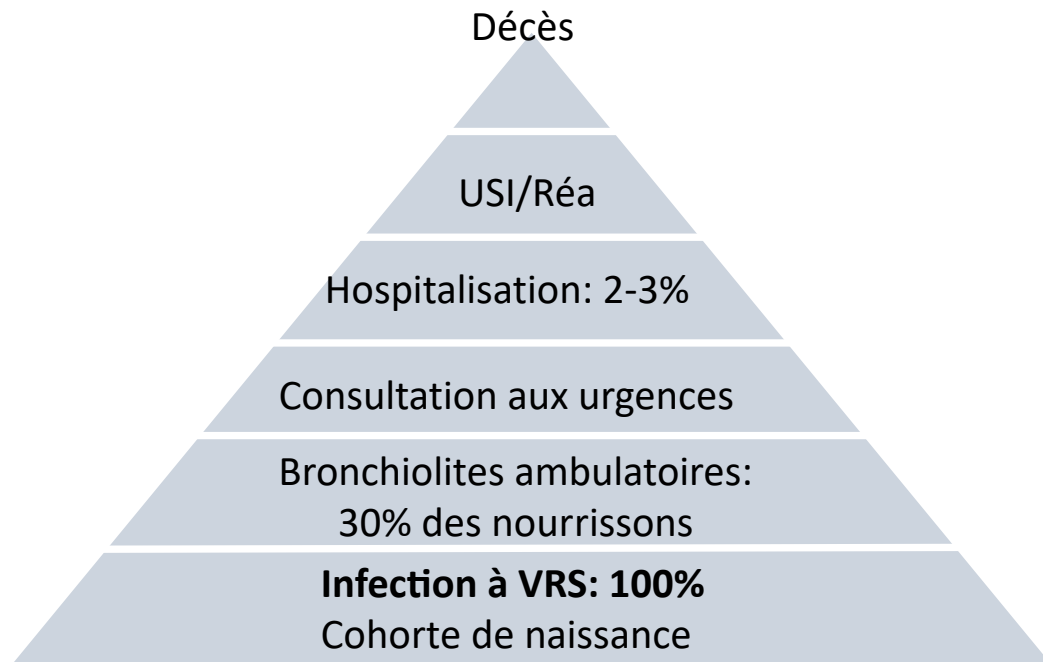 Décès
USI/Réa
Hospitalisation: 2-3%
Consultation aux urgences
Bronchiolites ambulatoires:
30% des nourrissons
Infection à VRS: 100%
Cohorte de naissance